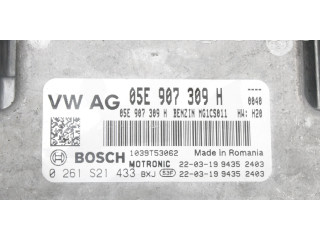 VW AG 05E 907 309 H ----
05E 907 309 H BENZIN MG1CS011 0040
HW: H20
BOSCH 1039T53062 Made in Romania
MOTRONIC 22-03-19 9435 2403
0 261 S21 433 BXJ 22-03-19 9435 2403